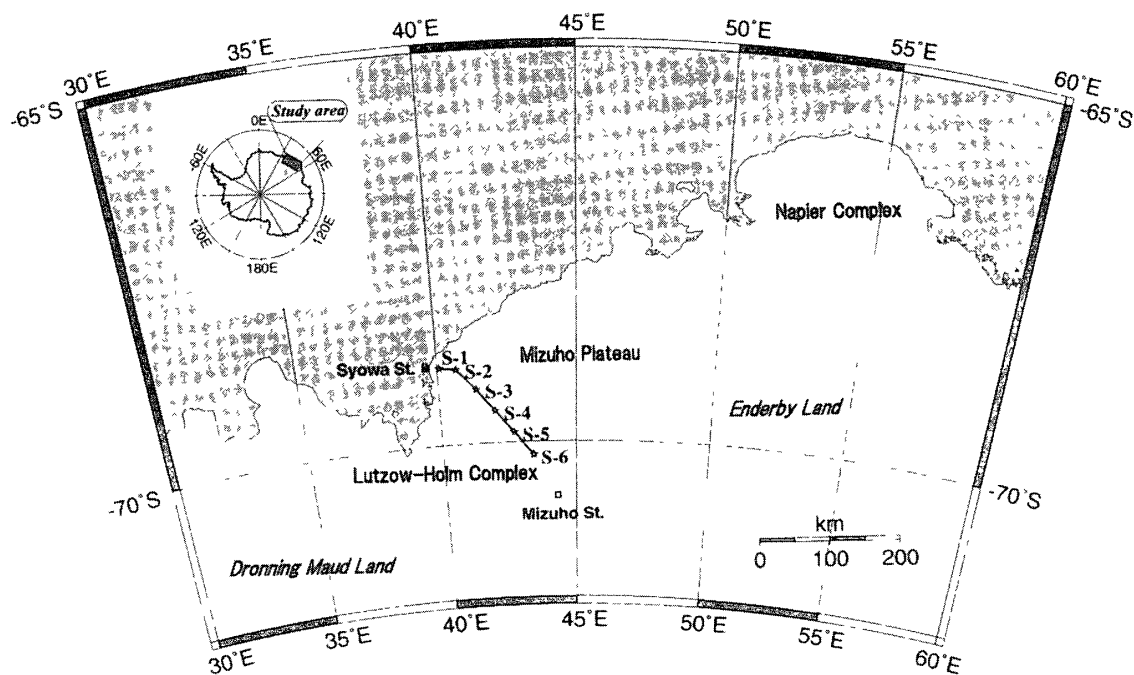 30°E
35°E
40°E
45°E
50°E
55°E
60°E
-65°S
-65°S
Study area
0E
-60E
60E
120E
120E
180E
Napier Complex
Syowa St.
S-1
S-2
S-3
S-4
S-5
S-6
Mizuho Plateau
Enderby Land
Lutzow-Holm Complex
Mizuho St.
-70°S
-70°S
km
0 100 200
Dronning Maud Land
30°E
35°E
40°E
45°E
50°E
55°E
60°E